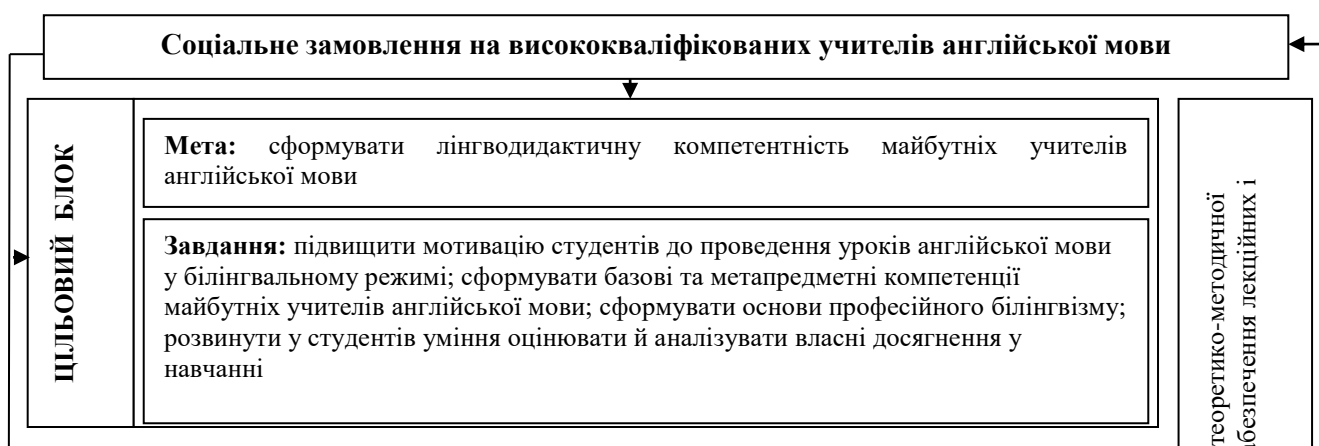 Соціальне замовлення на висококваліфікованих учителів англійської мови
ЦІЛЬОВИЙ БЛОК
Мета: сформувати лінгводидактичну компетентність майбутніх учителів
англійської мови
Завдання: підвищити мотивацію студентів до проведення уроків англійської мови
у білінгвальному режимі; сформувати базові та метапредметні компетенції
майбутніх учителів англійської мови; сформувати основи професійного білінгвізму;
розвинути у студентів уміння оцінювати й аналізувати власні досягнення у
навчанні
теоретико-методичної
лекційних і